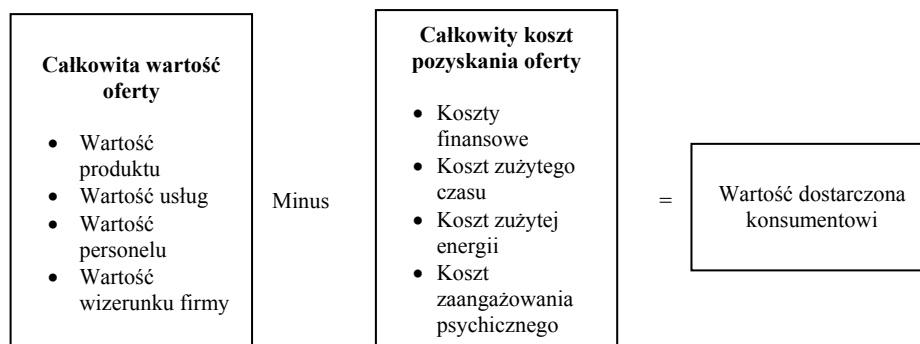 Całkowita wartość
oferty
• Wartość
produktu
• Wartość usług
• Wartość
personelu
• Wartość
wizerunku firmy
Minus
Całkowity koszt
pozyskania oferty
• Koszty
finansowe
• Koszt zużytego
czasu
• Koszt zużytej
energii
• Koszt
zaangażowania
psychicznego
=
Wartość dostarczona
konsumentowi